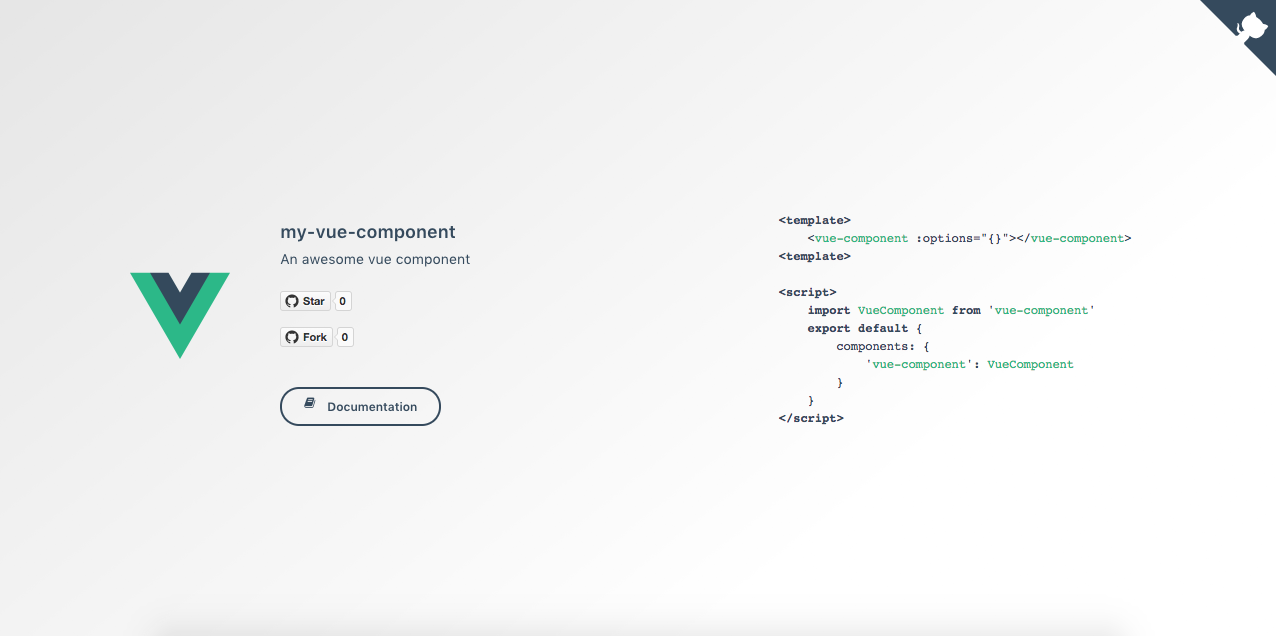 my-vue-component
An awesome vue component
Star 0
Fork 0
Documentation
<template>
    <vue-component :options="{}"></vue-component>
<template>

<script>
    import VueComponent from 'vue-component'
    export default {
        components: {
            'vue-component': VueComponent
        }
    }
</script>